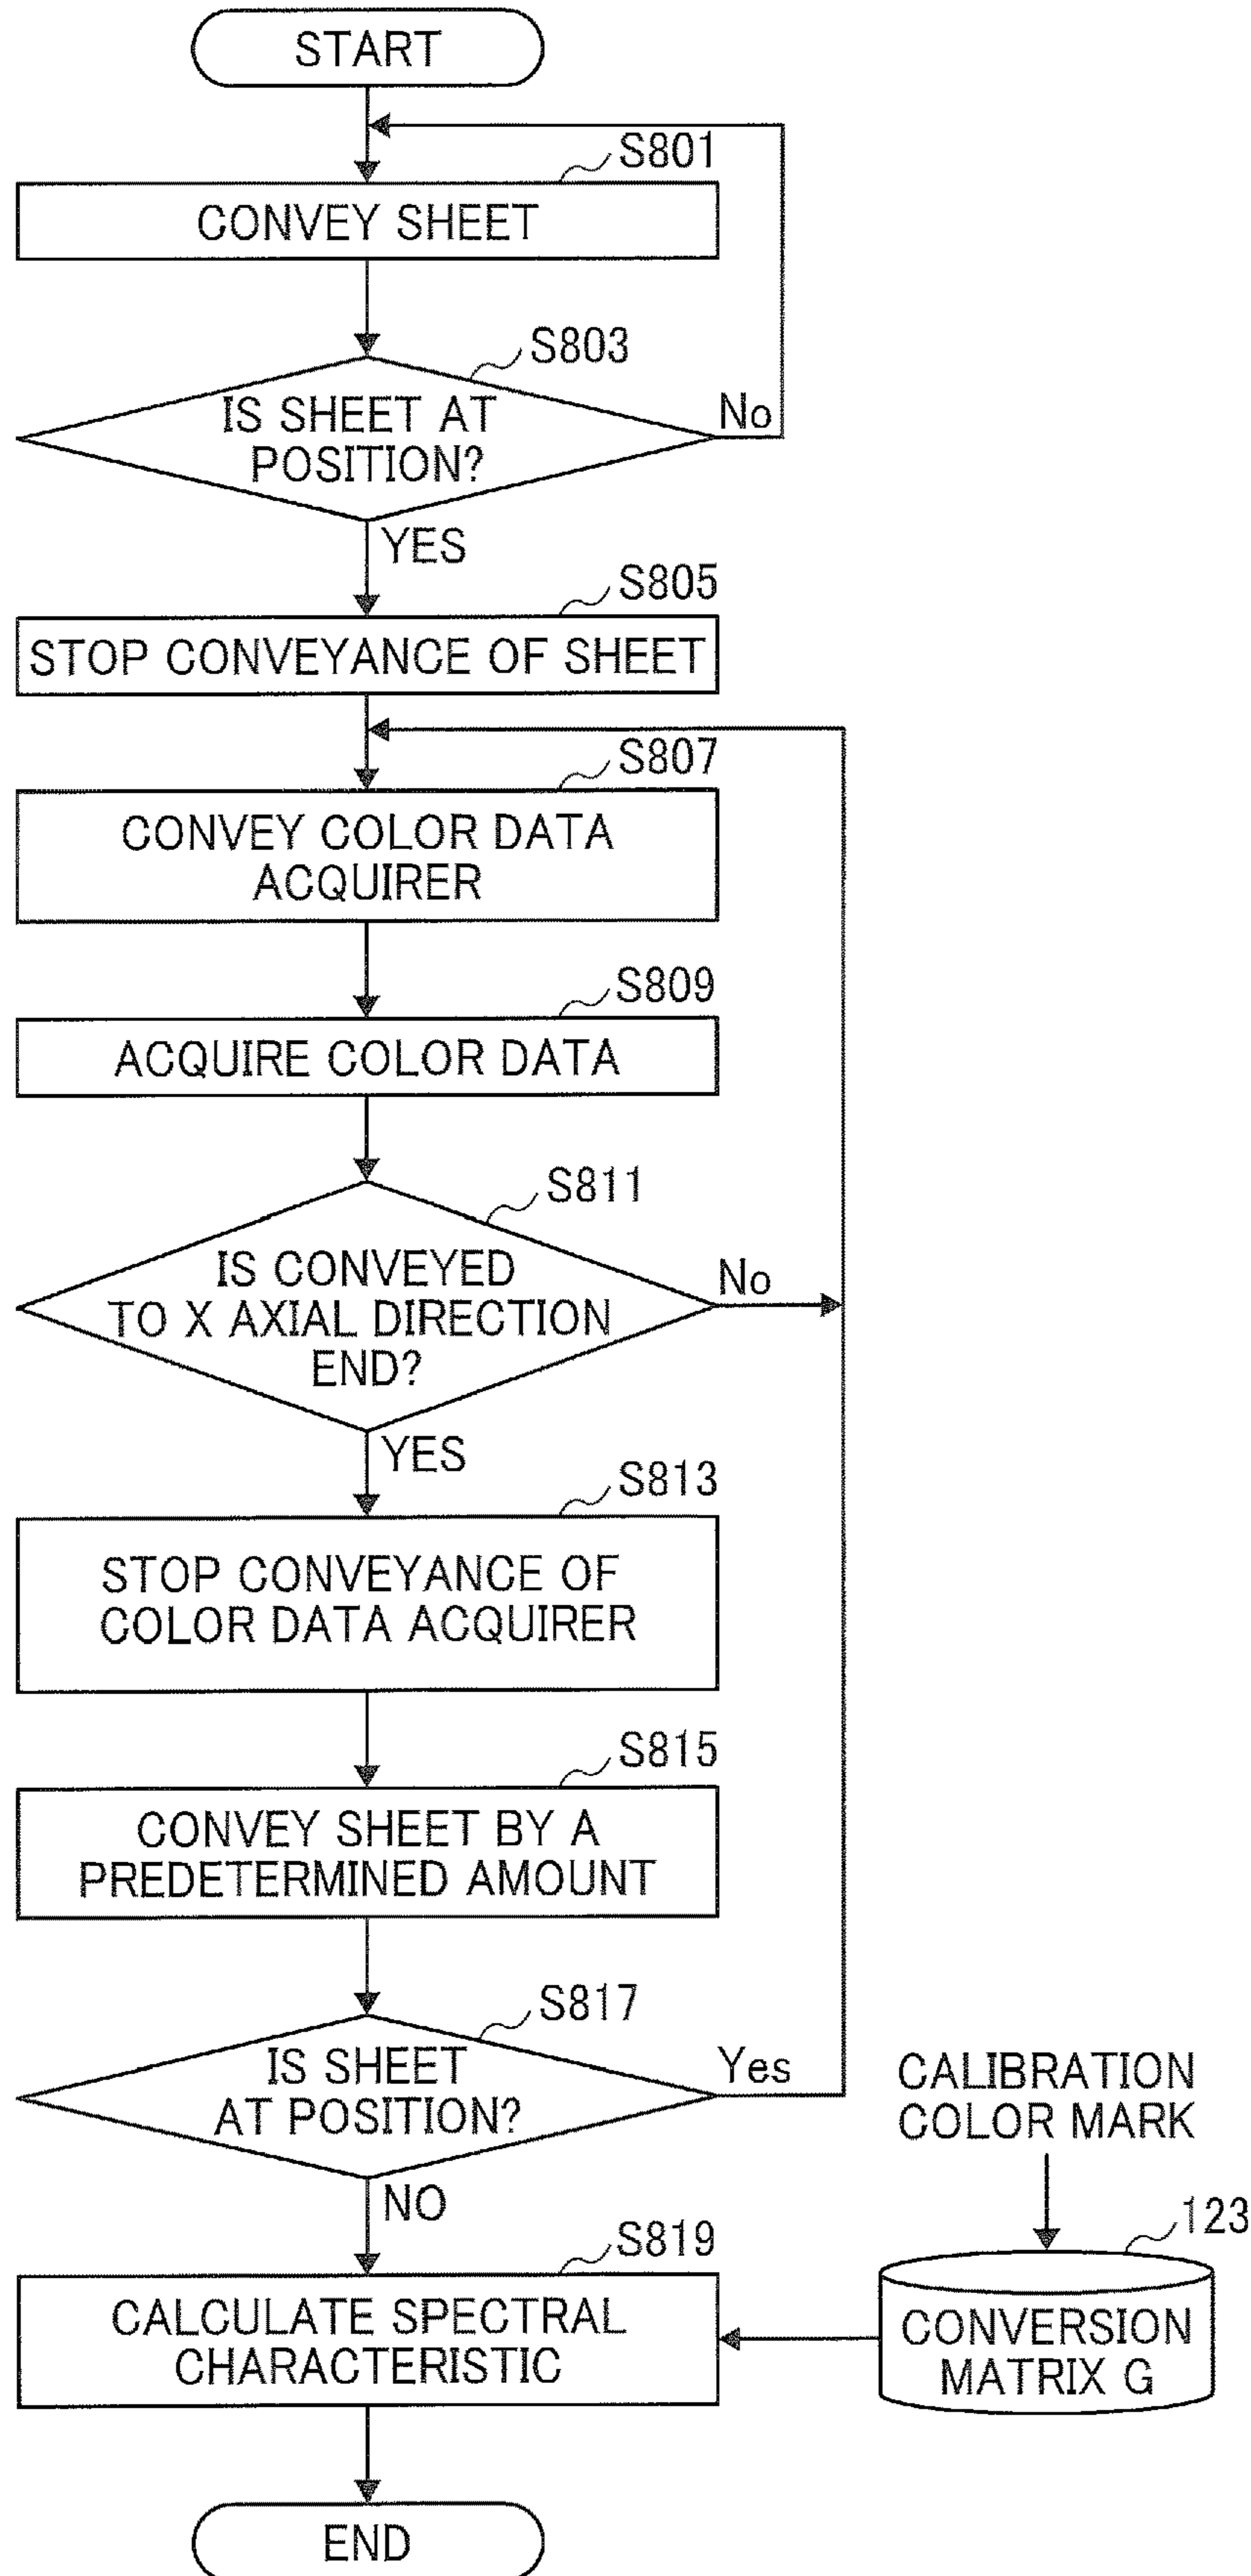 START
S801
CONVEY SHEET
S803
IS SHEET AT
POSITION?
No
YES
S805
STOP CONVEYANCE OF SHEET
S807
CONVEY COLOR DATA
ACQUIRER
S809
ACQUIRE COLOR DATA
S811
IS CONVEYED
TO X AXIAL DIRECTION
END?
No
YES
S813
STOP CONVEYANCE OF
COLOR DATA ACQUIRER
S815
CONVEY SHEET BY A
PREDETERMINED AMOUNT
S817
IS SHEET
AT POSITION?
Yes
NO
CALIBRATION
COLOR MARK
123
CONVERSION
MATRIX G
S819
CALCULATE SPECTRAL
CHARACTERISTIC
END